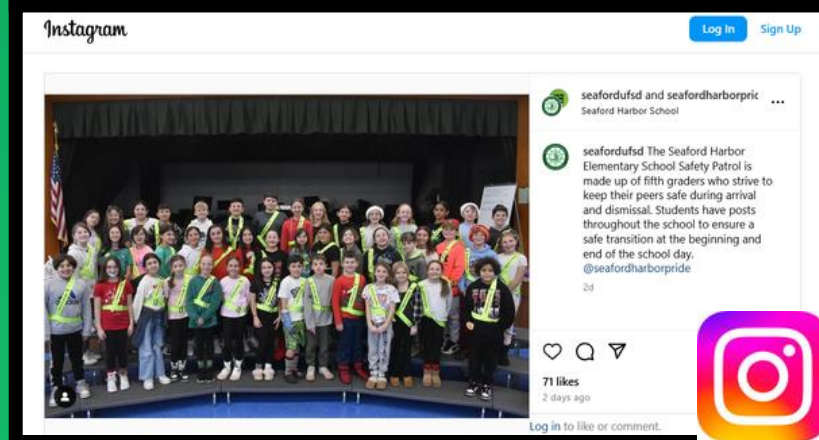 Instagram
Log In
Sign Up
seafordufsd and seafordharborpric
Seaford Harbor School
seafordufsd The Seaford Harbor
Elementary School Safety Patrol is
made up of fifth graders who strive to
keep their peers safe during arrival
and dismissal. Students have posts
throughout the school to ensure a
safe transition at the beginning and
end of the school day.
@seafordharborpride
2d
71 likes
2 days ago
Log in to like or comment.